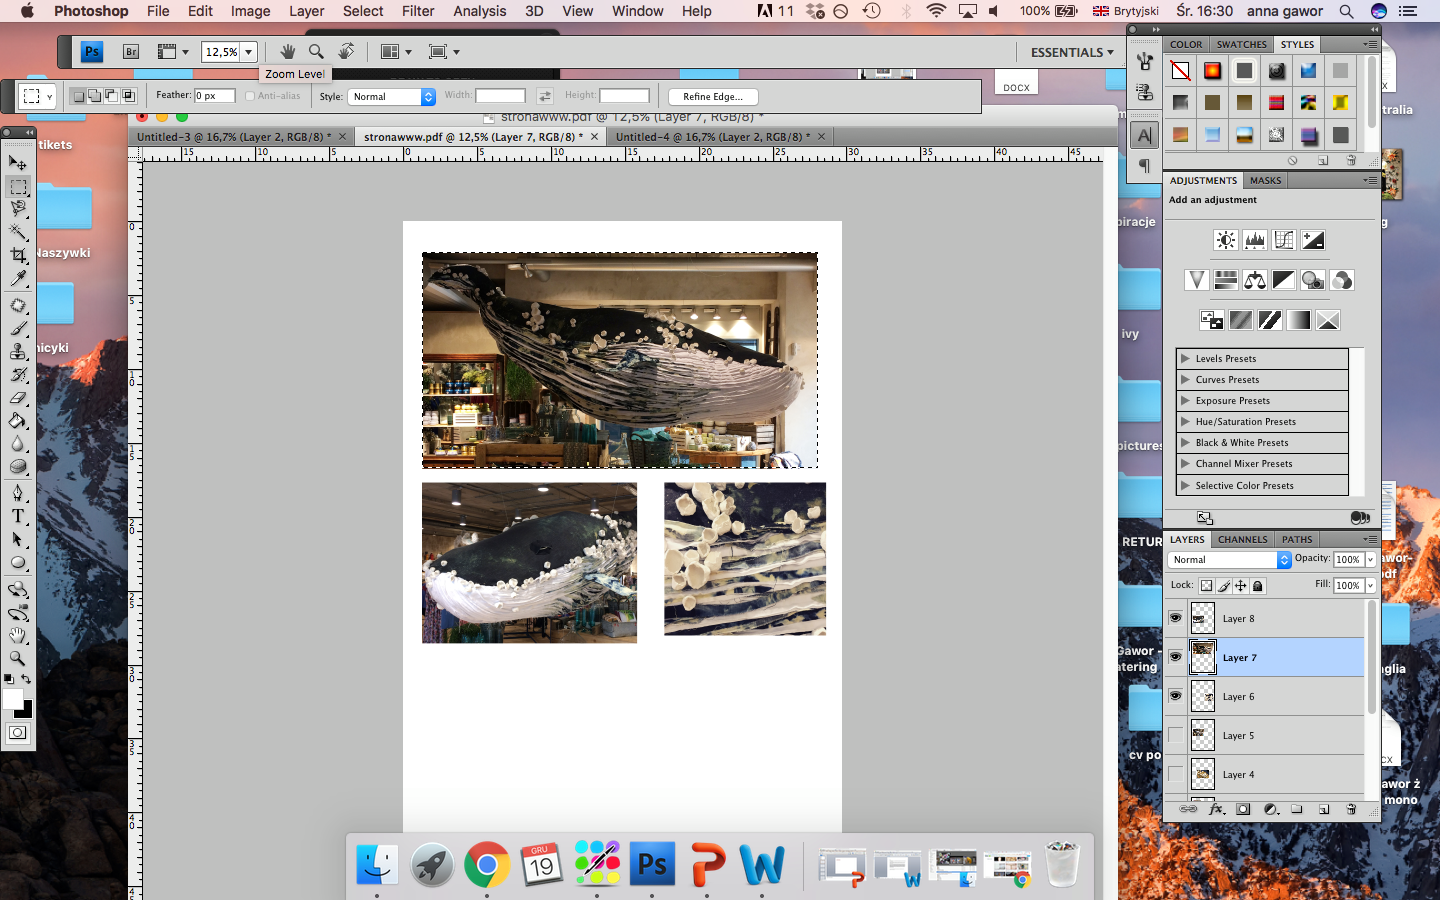 Photoshop File Edit Image Layer Select Filter Analysis 3D View Window Help 11 100% Brytyjski Śr. 16:30 anna gawor
Ps Br 12,5% ESSENTIALS
Zoom Level
Feather: 0 px Anti-alias Style: Normal Width: Height: Refine Edge...
stronawww.pdf @ 12,5% (Layer 7, RGB/8) *
Untitled-3 @ 16,7% (Layer 2, RGB/8) * stronawww.pdf @ 12,5% (Layer 7, RGB/8) * Untitled-4 @ 16,7% (Layer 2, RGB/8) *
15 10 5 0 5 10 15 20 25 30 35 40 45
0
5
10
15
20
25
30
35
40
45
tikets
Naszywki
nicyki
T
DOCX
A
COLOR SWATCHES STYLES
ADJUSTMENTS MASKS
Add an adjustment
Levels Presets
Curves Presets
Exposure Presets
Hue/Saturation Presets
Black & White Presets
Channel Mixer Presets
Selective Color Presets
LAYERS CHANNELS PATHS
Normal Opacity: 100%
Lock: Fill: 100%
Layer 8
Layer 7
Layer 6
Layer 5
Layer 4
fx
tralia
piracje
g
ivy
pictures
RETUR
awor-
df
Gawor -
atering
nglia
cv po
CX
awor ż
mono
GRU
19
Ps